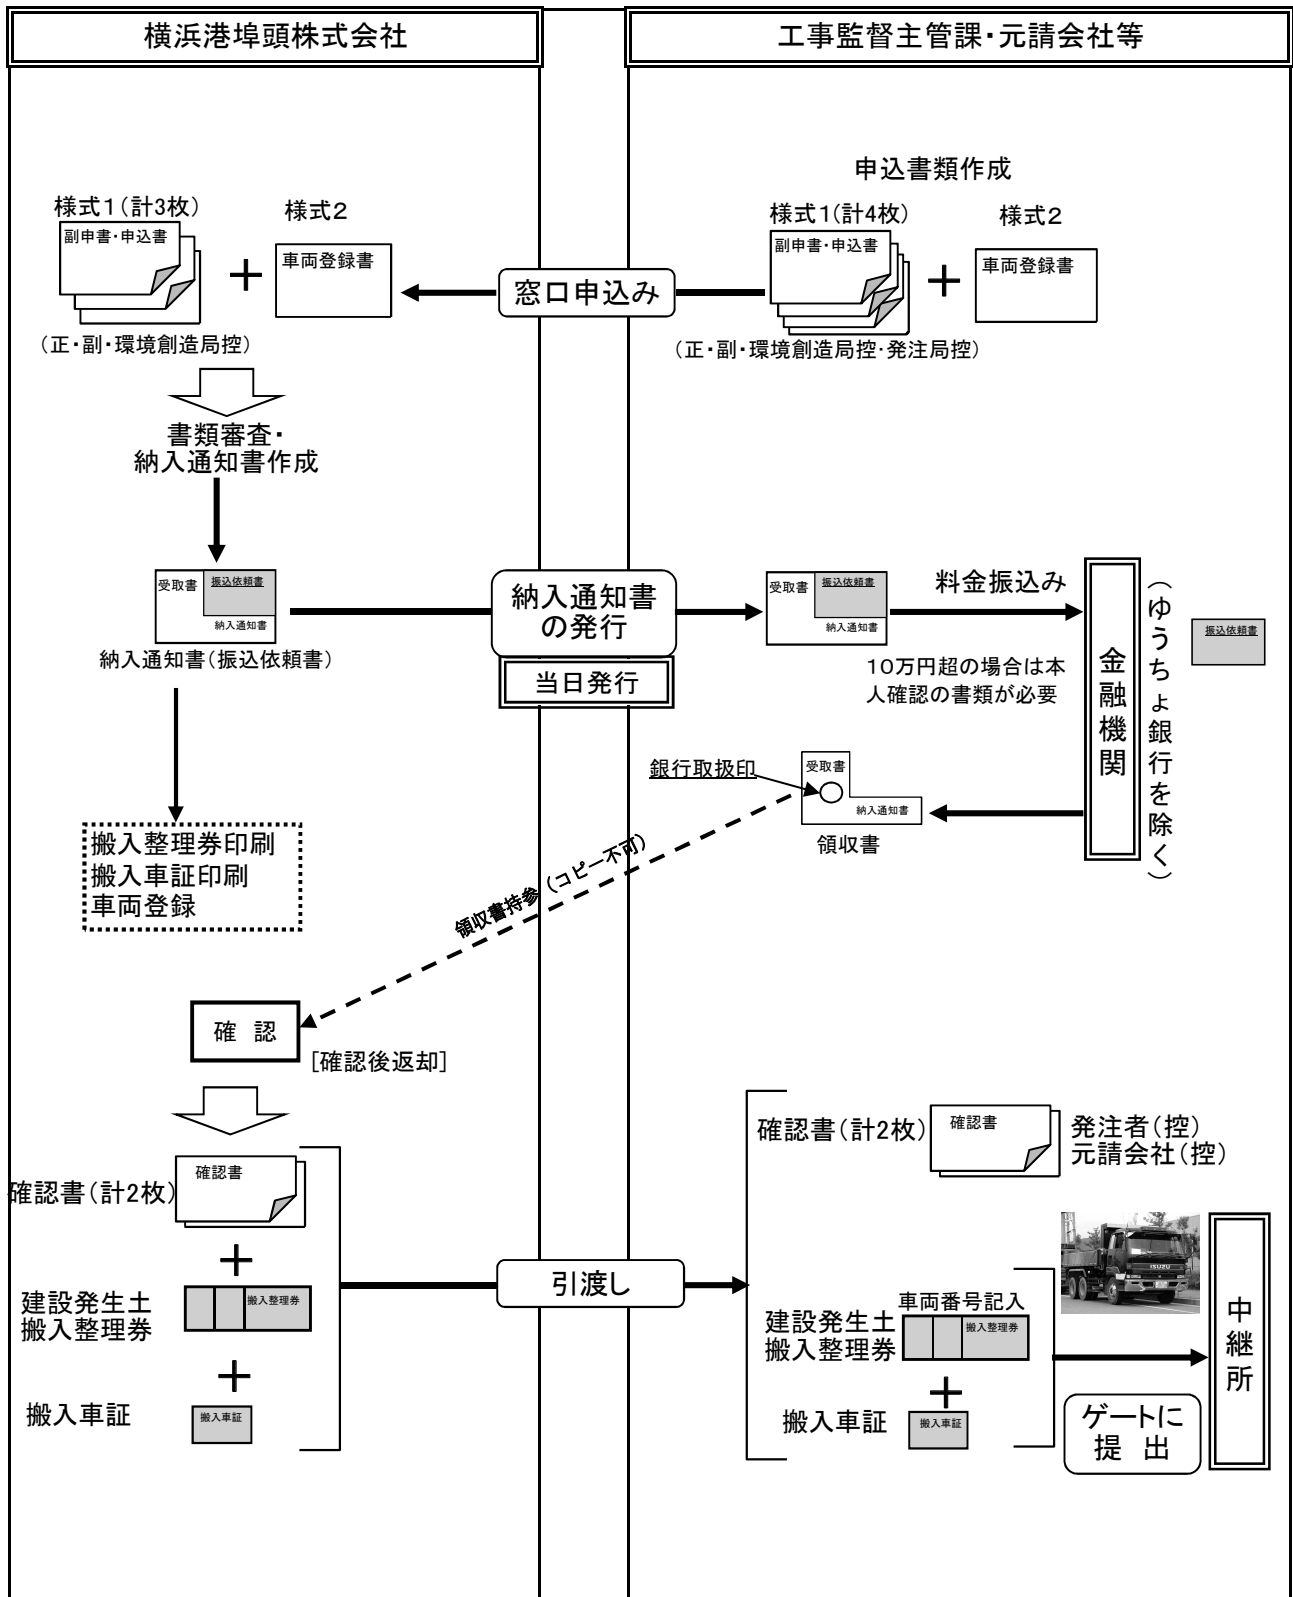 横浜港埠頭株式会社
工事監督主管課・元請会社等
申込書類作成
様式1(計3枚)
様式2
副申書・申込書
車両登録書
(正・副・環境創造局控)
窓口申込み
様式1(計4枚)
様式2
副申書・申込書
車両登録書
(正・副・環境創造局控・発注局控)
書類審査・
納入通知書作成
受取書
振込依頼書
納入通知書
納入通知書(振込依頼書)
納入通知書
の発行
当日発行
受取書
振込依頼書
納入通知書
料金振込み
10万円超の場合は本
人確認の書類が必要
金融機関
(ゆうちょ銀行を除く)
振込依頼書
銀行取扱印
受取書
納入通知書
領収書
搬入整理券印刷
搬入車証印刷
車両登録
領収書持参(コピー不可)
確 認
[確認後返却]
確認書(計2枚)
確認書
建設発生土
搬入整理券
搬入整理券
搬入車証
搬入車証
引渡し
確認書(計2枚)
確認書
発注者(控)
元請会社(控)
ISUZU
車両番号記入
建設発生土
搬入整理券
搬入整理券
搬入車証
搬入車証
ゲートに
提 出
中継所